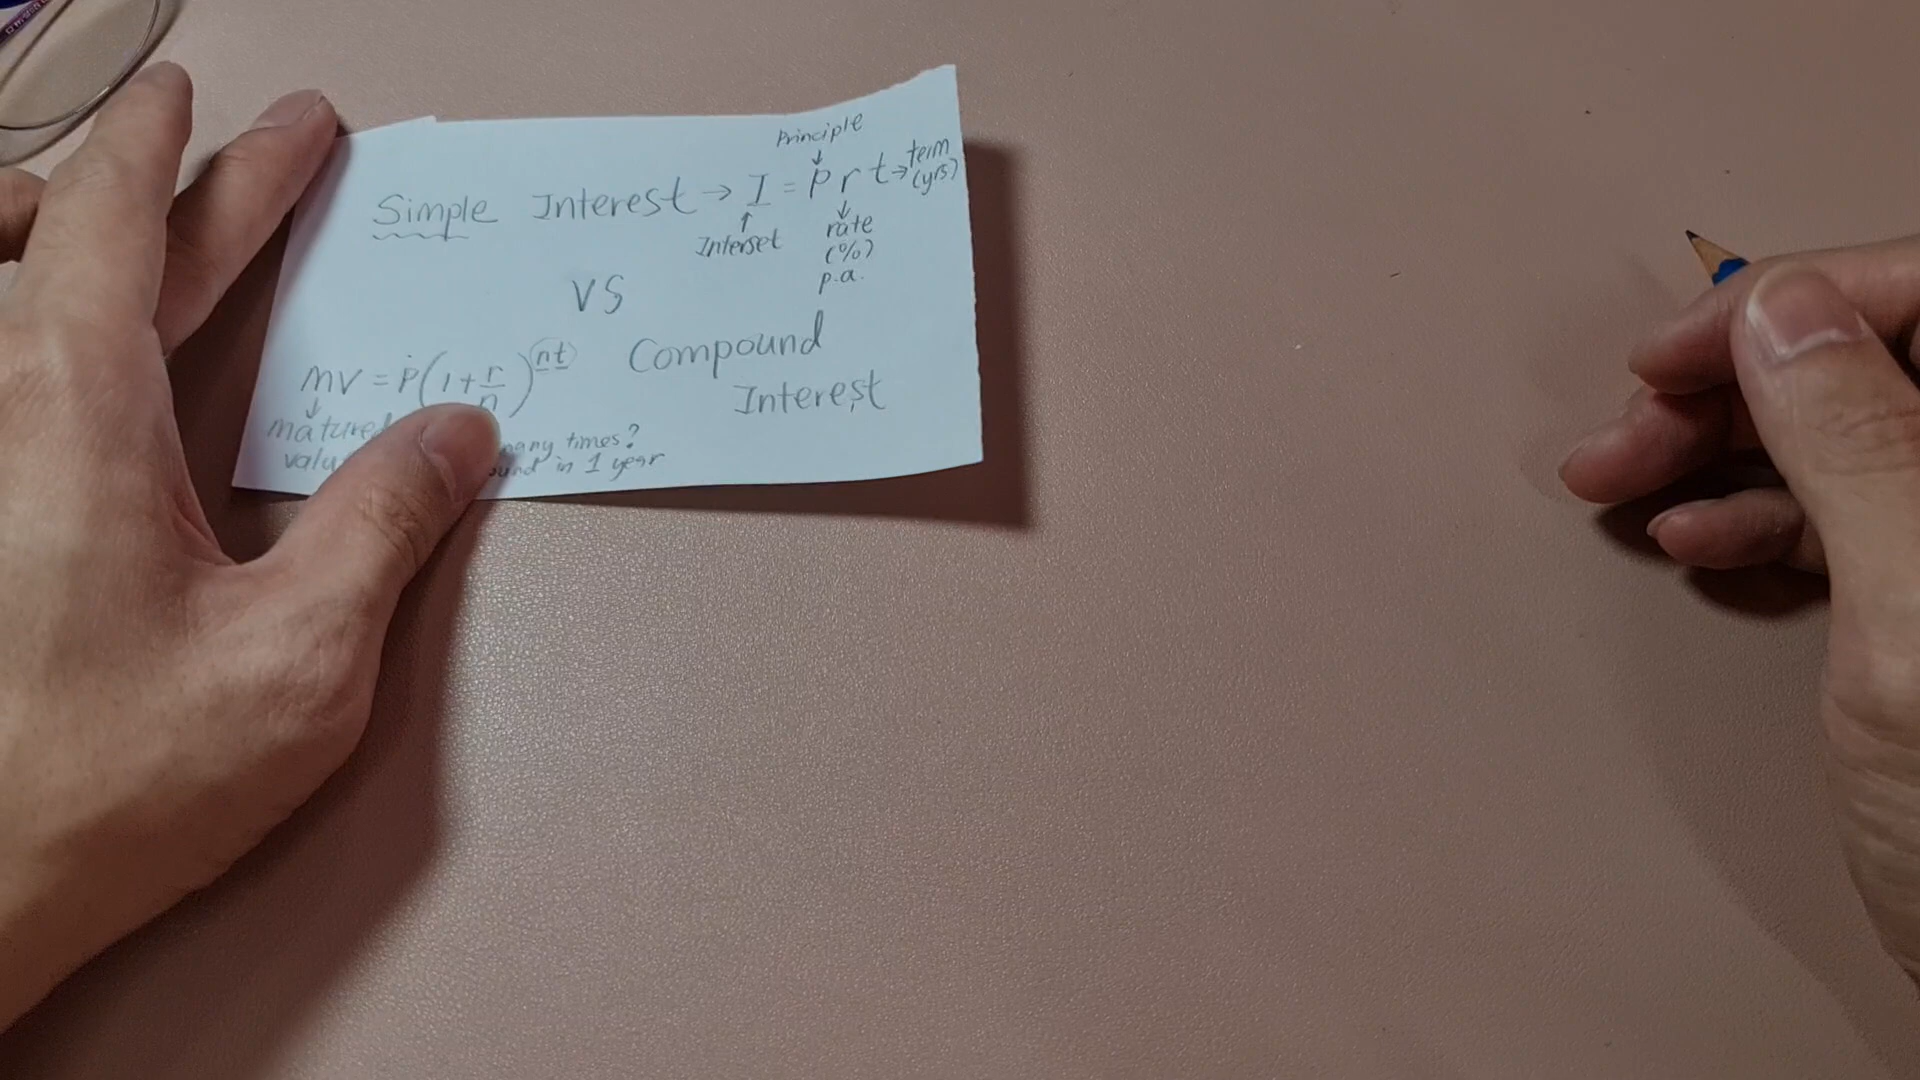 Principle
↓
Simple Interest → I = P r t → term (yrs)
↑ ↓
Interset rate
(%)
p.a.
VS
Compound
Interest
MV = P(1 + r/n)^nt
↓
matured
many times?
in 1 year